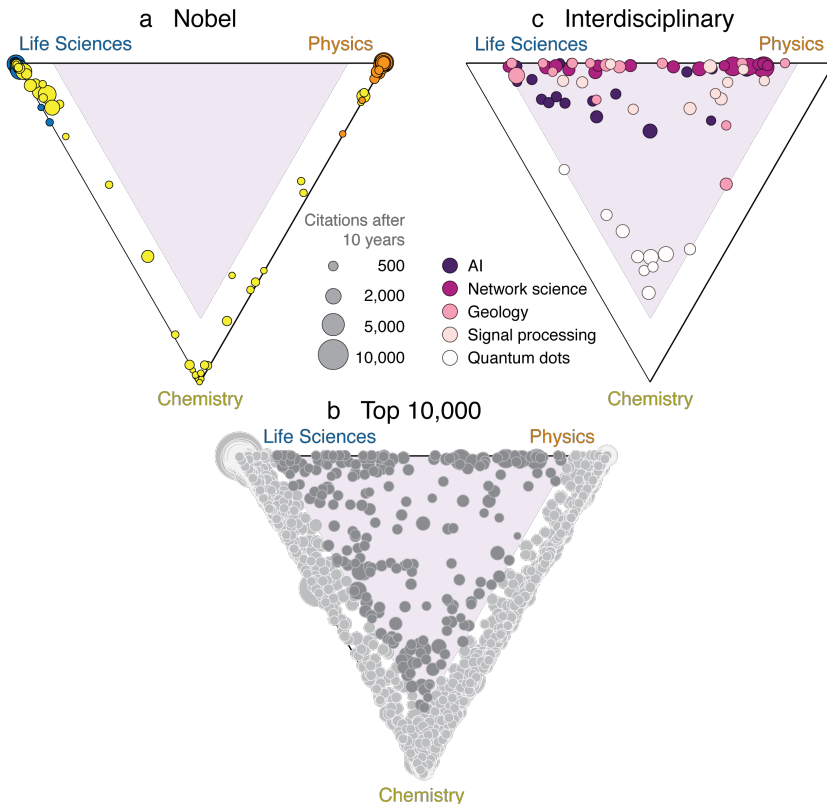 a Nobel
Life Sciences
Physics
Chemistry
c Interdisciplinary
Life Sciences
Physics
Chemistry
Citations after
10 years
500
2,000
5,000
10,000
AI
Network science
Geology
Signal processing
Quantum dots
b Top 10,000
Life Sciences
Physics
Chemistry